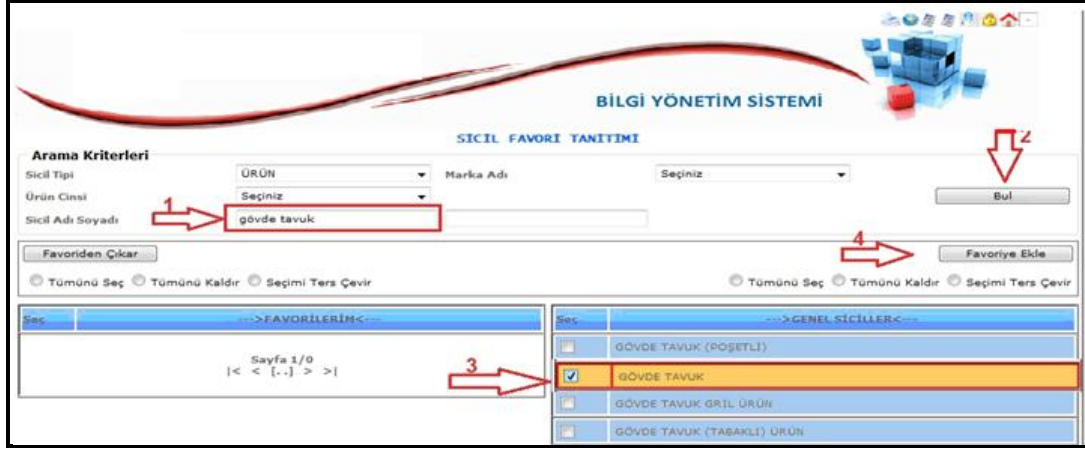 BİLGİ YÖNETİM SİSTEMİ
SİCİL FAVORİ TANITIMI
2
Arama Kriterleri
Sicil Tipi ÜRÜN Marka Adı Seçiniz
Ürün Cinsi Seçiniz Bul
1
Sicil Adı Soyadı gövde tavuk
4
Favoriden Çıkar Favoriye Ekle
Tümünü Seç Tümünü Kaldır Seçimi Ters Çevir Tümünü Seç Tümünü Kaldır Seçimi Ters Çevir
Seç --->FAVORİLERİM<--- Seç --->GENEL SİCİLLER<---
GÖVDE TAVUK (POŞETLİ)
Sayfa 1/0
|< < [..] > >|
3
GÖVDE TAVUK
GÖVDE TAVUK GRİL ÜRÜN
GÖVDE TAVUK (TABAKLI) ÜRÜN